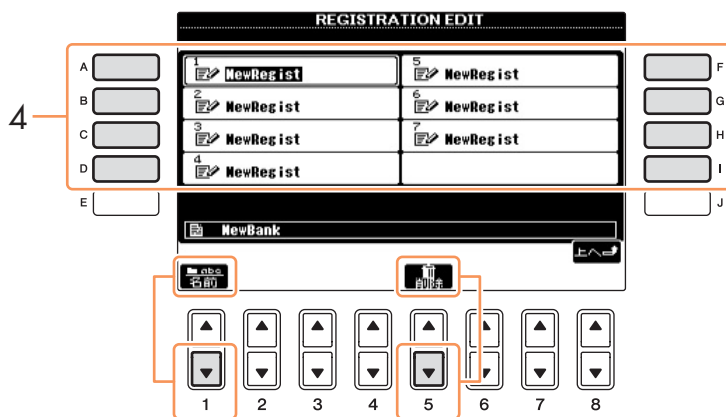 REGISTRATION EDIT
4
A
B
C
D
E
1 NewRegist
2 NewRegist
3 NewRegist
4 NewRegist
5 NewRegist
6 NewRegist
7 NewRegist
F
G
H
I
J
NewBank
上へ
abc
名前
削除
1 2 3 4 5 6 7 8